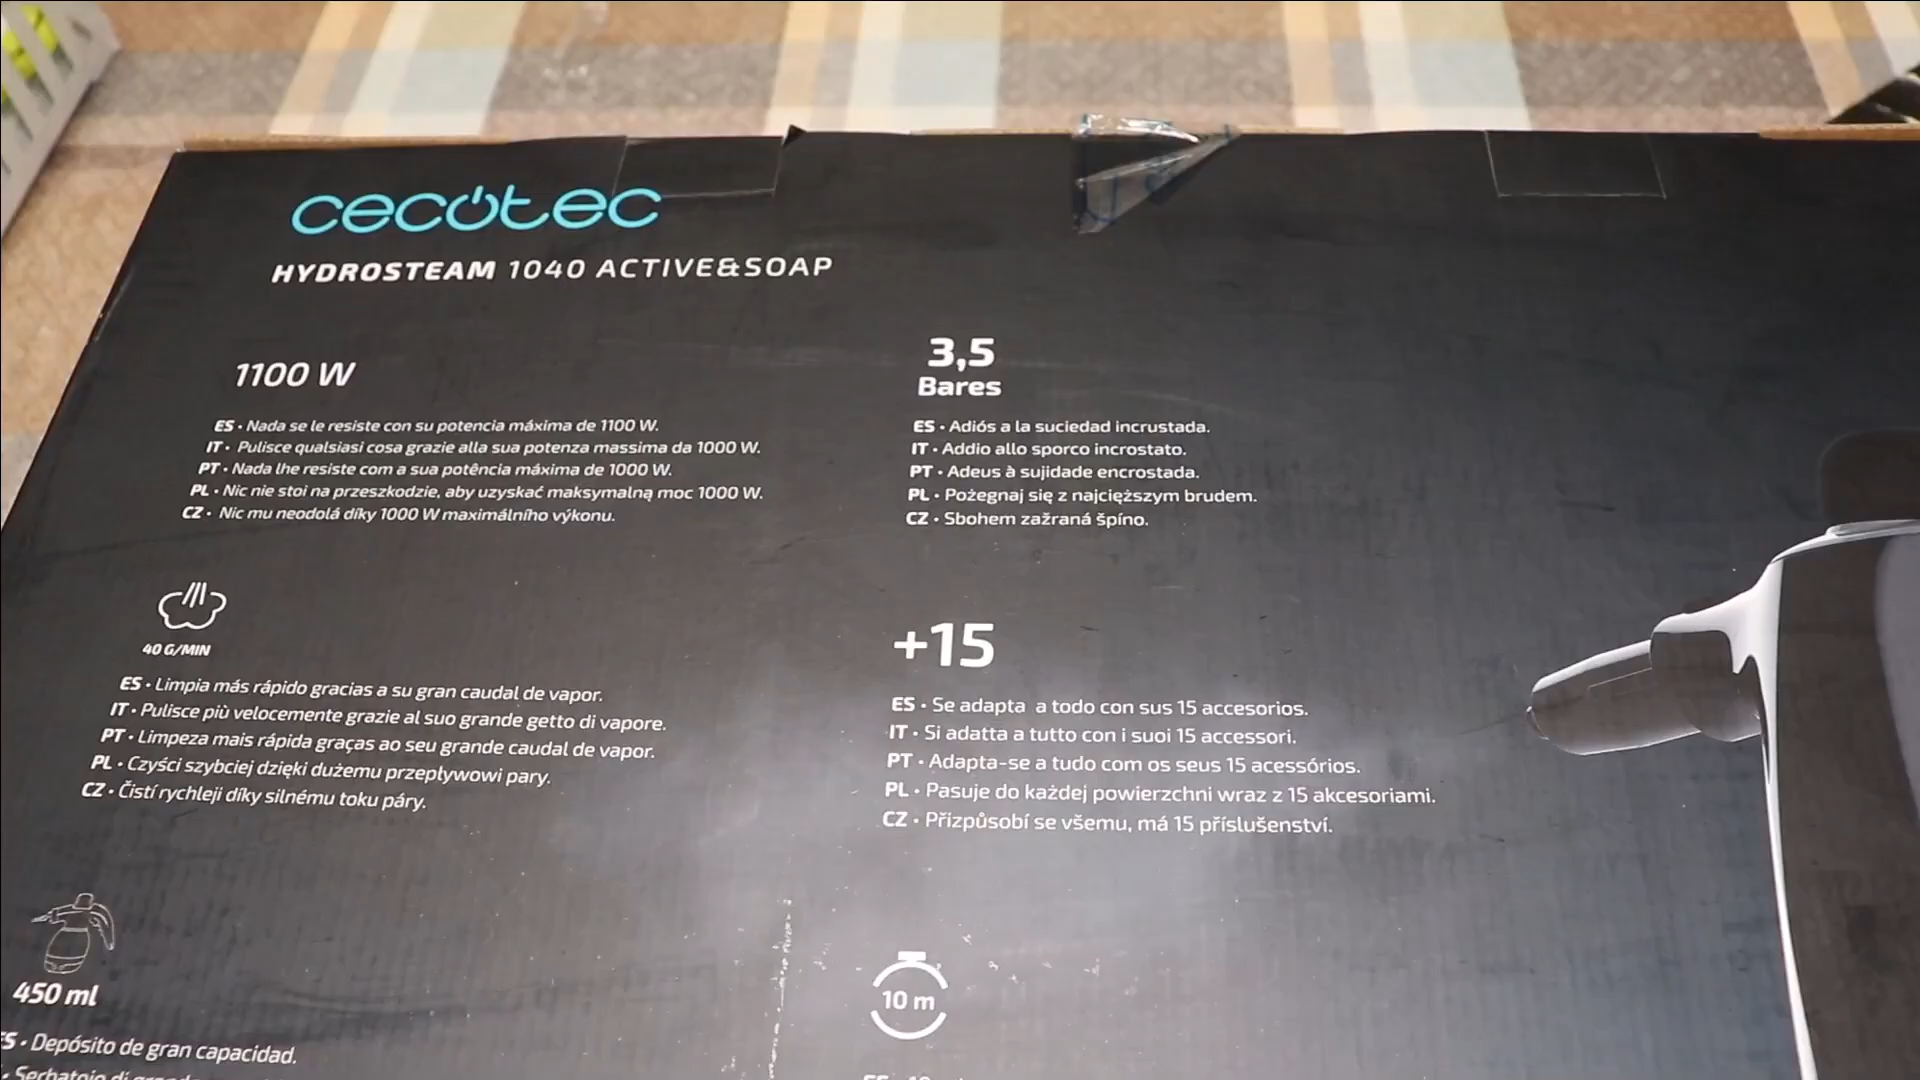 cecotec
HYDROSTEAM 1040 ACTIVE&SOAP
1100 W
ES • Nada se le resiste con su potencia máxima de 1100 W.
IT • Pulisce qualsiasi cosa grazie alla sua potenza massima da 1000 W.
PT • Nada lhe resiste com a sua potência máxima de 1000 W.
PL • Nic nie stoi na przeszkodzie, aby uzyskać maksymalną moc 1000 W.
CZ • Nic mu neodolá díky 1000 W maximálního výkonu.
3,5
Bares
ES • Adiós a la suciedad incrustada.
IT • Addio allo sporco incrostato.
PT • Adeus à sujidade encrostada.
PL • Pożegnaj się z najcięższym brudem.
CZ • Sbohem zažraná špíno.
40 G/MIN
ES • Limpia más rápido gracias a su gran caudal de vapor.
IT • Pulisce più velocemente grazie al suo grande getto di vapore.
PT • Limpeza mais rápida graças ao seu grande caudal de vapor.
PL • Czyści szybciej dzięki dużemu przepływowi pary.
CZ • Čistí rychleji díky silnému toku páry.
+15
ES • Se adapta a todo con sus 15 accesorios.
IT • Si adatta a tutto con i suoi 15 accessori.
PT • Adapta-se a tudo com os seus 15 acessórios.
PL • Pasuje do każdej powierzchni wraz z 15 akcesoriami.
CZ • Přizpůsobí se všemu, má 15 příslušenství.
450 ml
ES • Depósito de gran capacidad.
• Serbatoio di
10 m